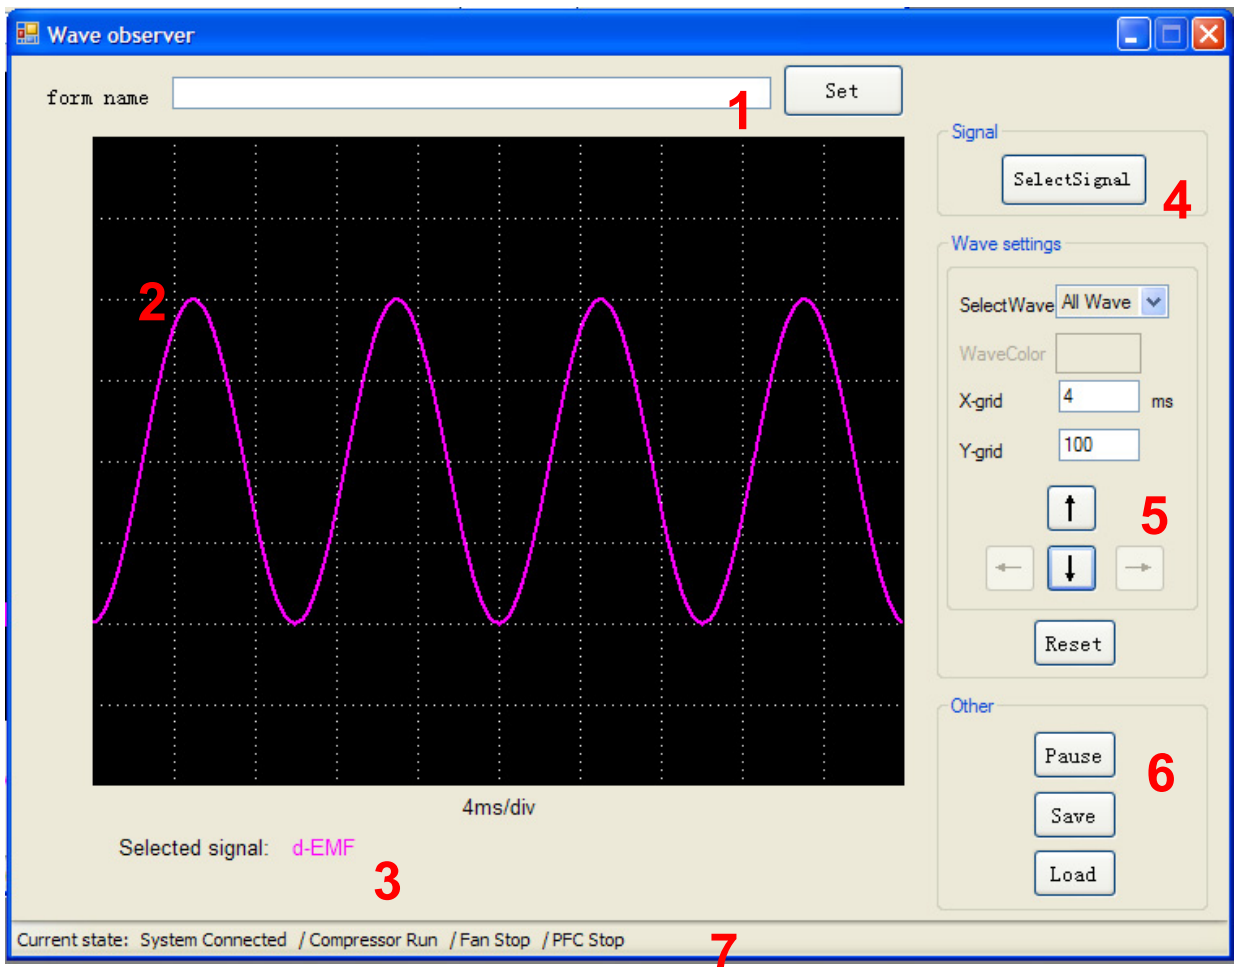 Wave observer
form name
1
Set
Signal
SelectSignal
4
Wave settings
2
SelectWave All Wave
WaveColor
X-grid 4 ms
Y-grid 100
↑
5
← ↓ →
Reset
Other
Pause
6
4ms/div
Save
Selected signal: d-EMF
3
Load
Current state: System Connected / Compressor Run / Fan Stop / PFC Stop
7